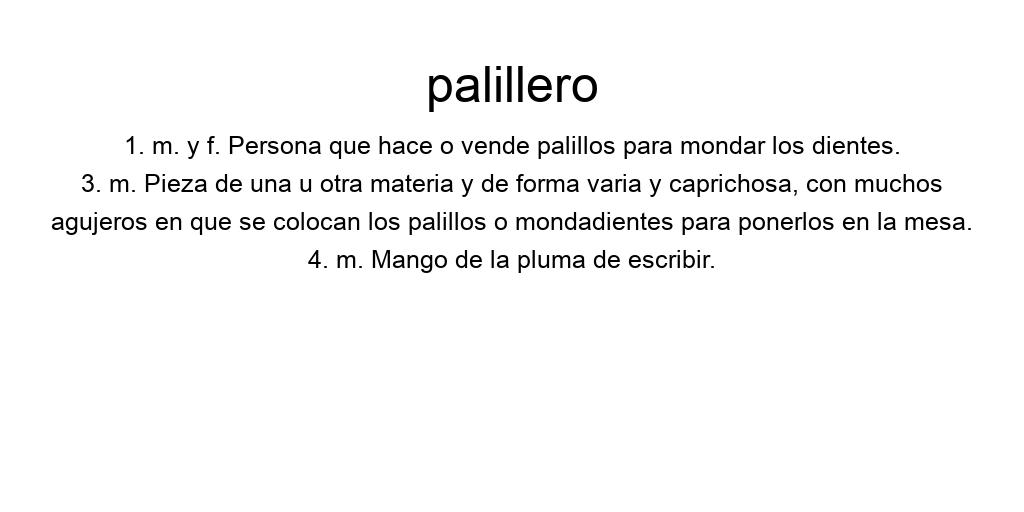 palillero
1. m. y f. Persona que hace o vende palillos para mondar los dientes.
3. m. Pieza de una u otra materia y de forma varia y caprichosa, con muchos
agujeros en que se colocan los palillos o mondadientes para ponerlos en la mesa.
4. m. Mango de la pluma de escribir.